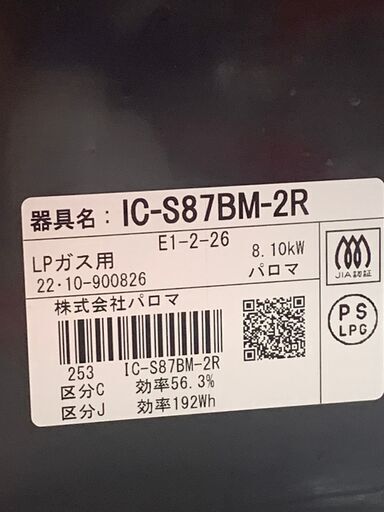 器具名：IC-S87BM-2R
E1-2-26
LPガス用 8.10kW
22・10-900826 パロマ
JIA認証
株式会社パロマ
PS
LPG
253 IC-S87BM-2R
区分C 効率56.3%
区分J 効率192Wh